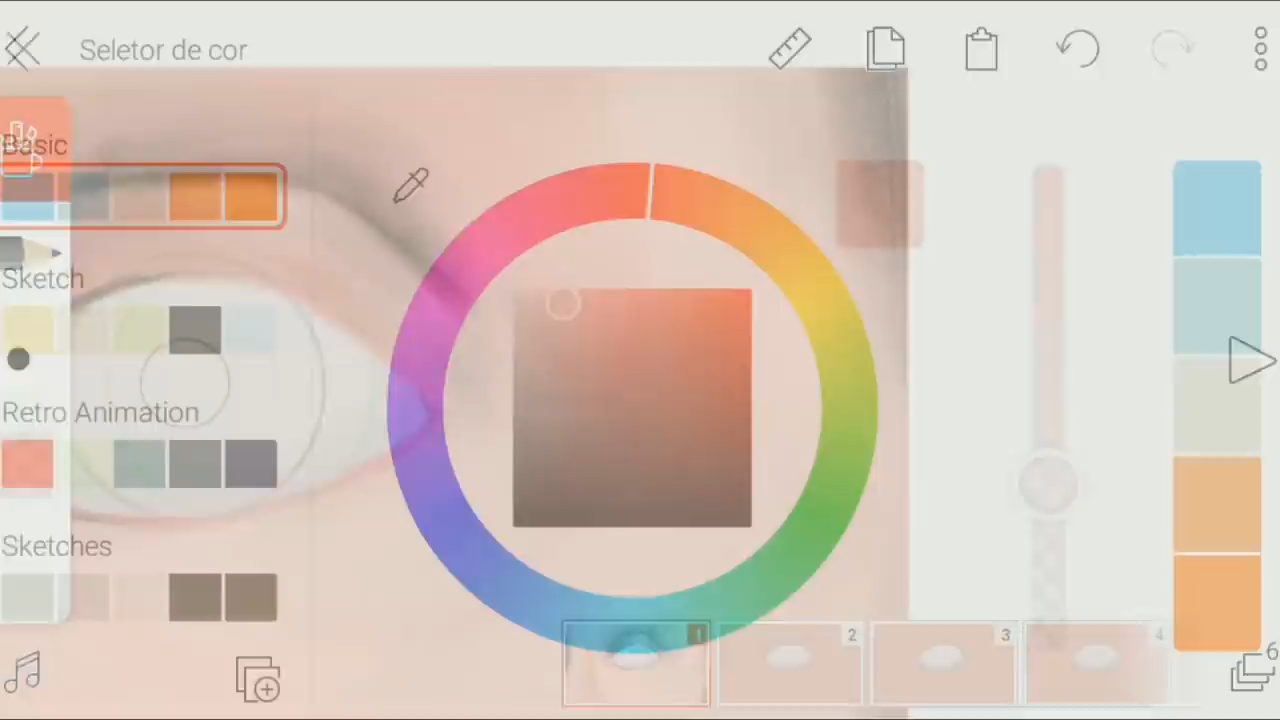 Seletor de cor
Basic
Sketch
Retro Animation
Sketches
1
2
3
4
6